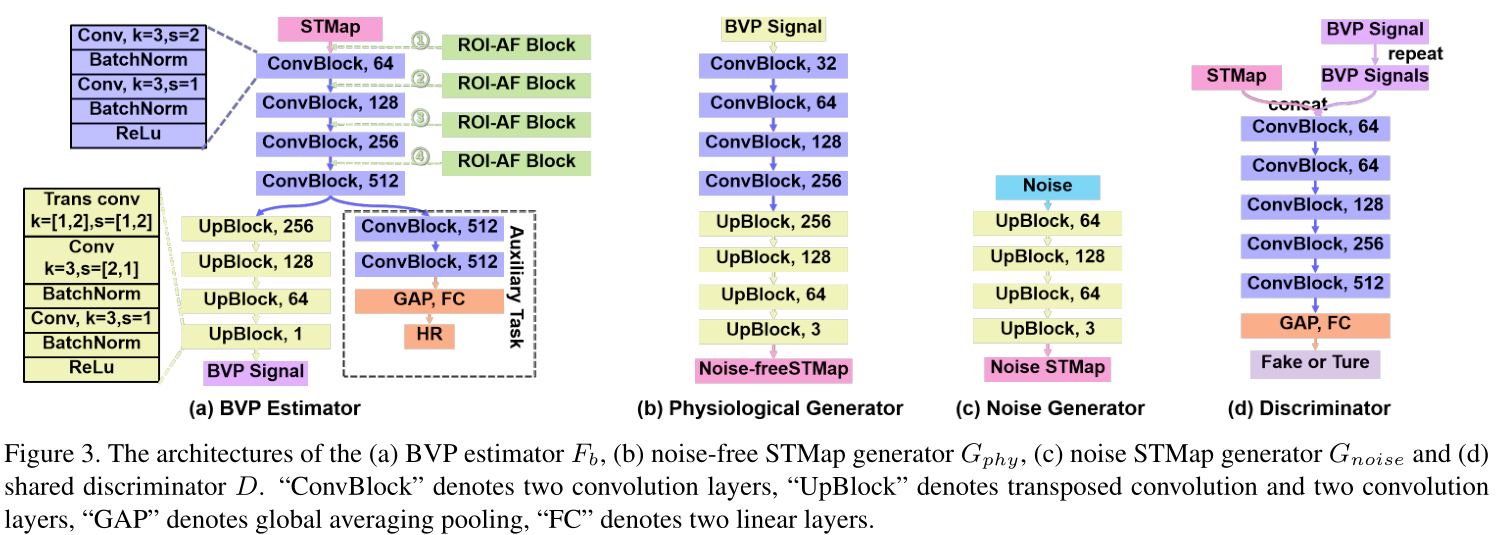 Conv, k=3,s=2
BatchNorm
Conv, k=3,s=1
BatchNorm
ReLu
STMap
①
ROI-AF Block
ConvBlock, 64
②
ROI-AF Block
ConvBlock, 128
③
ROI-AF Block
ConvBlock, 256
④
ROI-AF Block
ConvBlock, 512
Trans conv
k=[1,2],s=[1,2]
Conv
k=3,s=[2,1]
BatchNorm
Conv, k=3,s=1
BatchNorm
ReLu
UpBlock, 256
UpBlock, 128
UpBlock, 64
UpBlock, 1
BVP Signal
ConvBlock, 512
ConvBlock, 512
GAP, FC
HR
Auxiliary Task
(a) BVP Estimator
BVP Signal
ConvBlock, 32
ConvBlock, 64
ConvBlock, 128
ConvBlock, 256
UpBlock, 256
UpBlock, 128
UpBlock, 64
UpBlock, 3
Noise-freeSTMap
(b) Physiological Generator
Noise
UpBlock, 64
UpBlock, 128
UpBlock, 64
UpBlock, 3
Noise STMap
(c) Noise Generator
BVP Signal
repeat
STMap
BVP Signals
concat
ConvBlock, 64
ConvBlock, 64
ConvBlock, 128
ConvBlock, 256
ConvBlock, 512
GAP, FC
Fake or Ture
(d) Discriminator
Figure 3. The architectures of the (a) BVP estimator F_b, (b) noise-free STMap generator G_phy, (c) noise STMap generator G_noise and (d)
shared discriminator D. “ConvBlock” denotes two convolution layers, “UpBlock” denotes transposed convolution and two convolution
layers, “GAP” denotes global averaging pooling, “FC” denotes two linear layers.